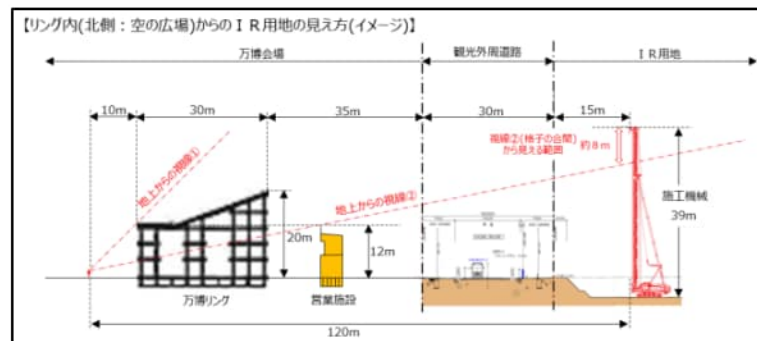 【リング内(北側：空の広場)からのＩＲ用地の見え方(イメージ)】
万博会場
観光外周道路
ＩＲ用地
10m
30m
35m
30m
15m
視線②(格子の合間)
から見える範囲
約８ｍ
地上からの視線①
地上からの視線②
施工機械
39m
20m
12m
万博リング
営業施設
120m